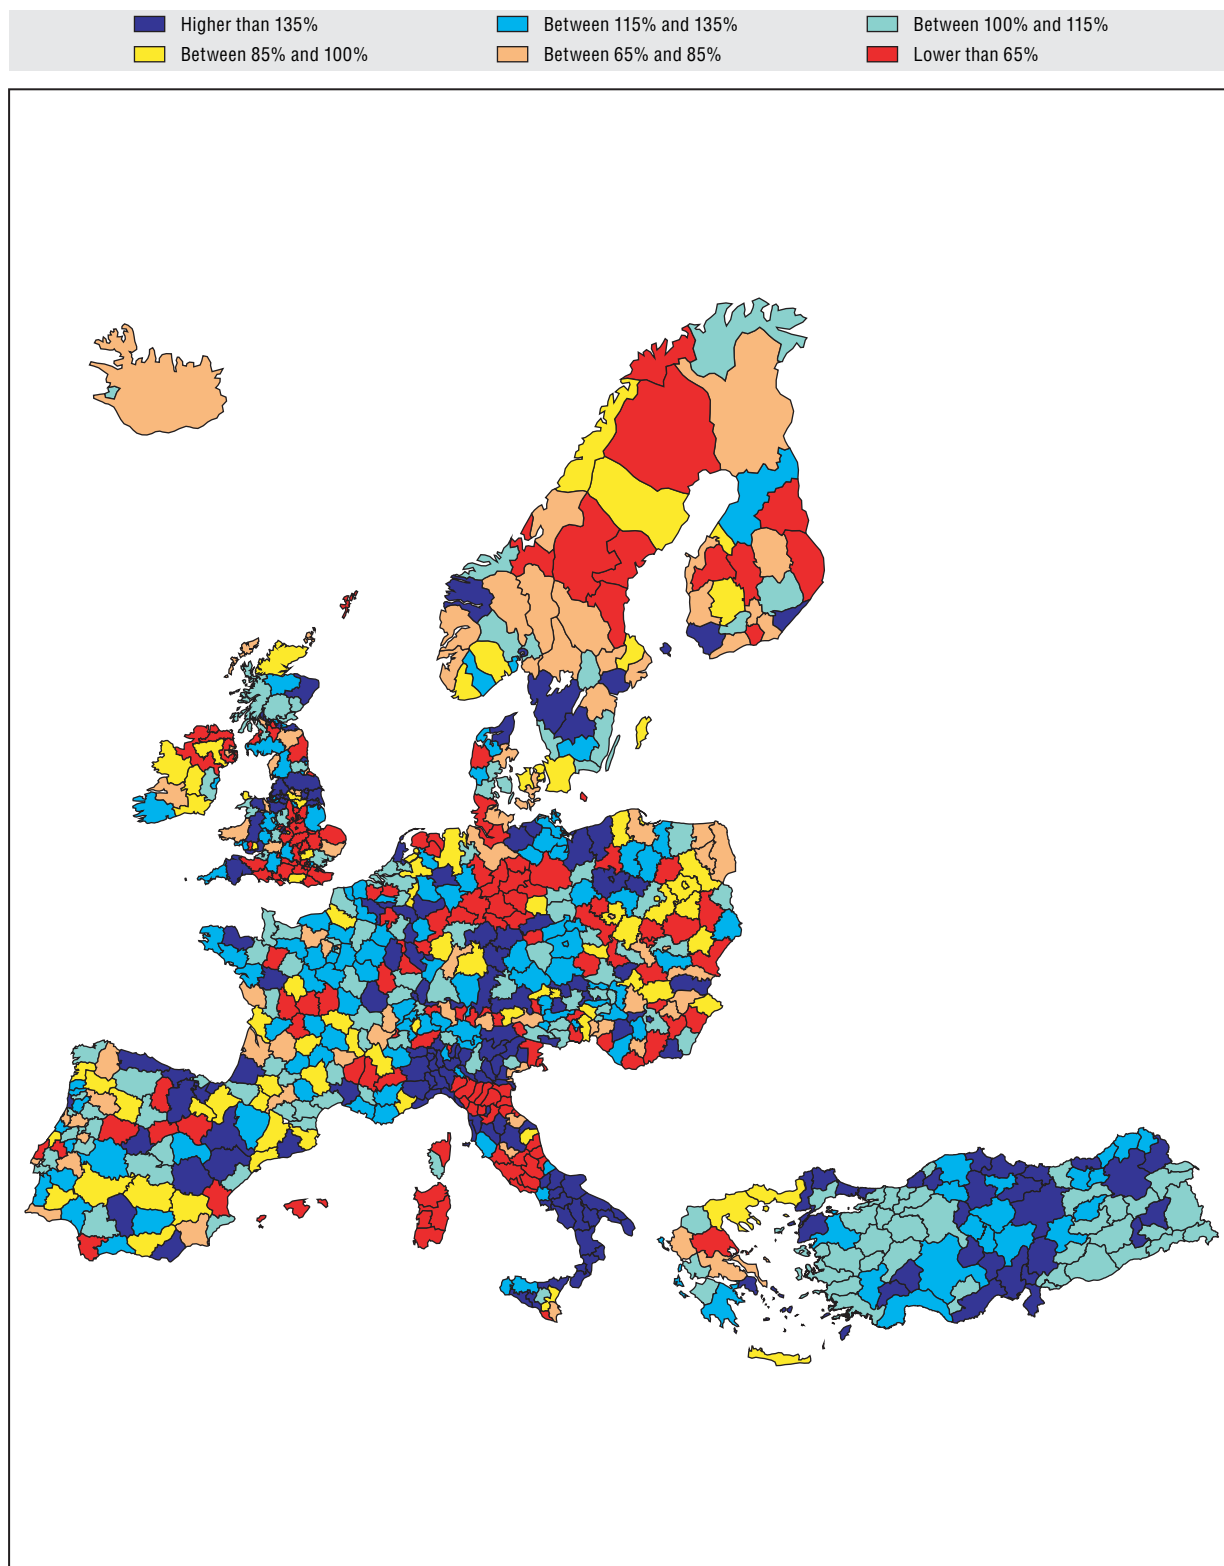 Higher than 135% Between 115% and 135% Between 100% and 115%
Between 85% and 100% Between 65% and 85% Lower than 65%